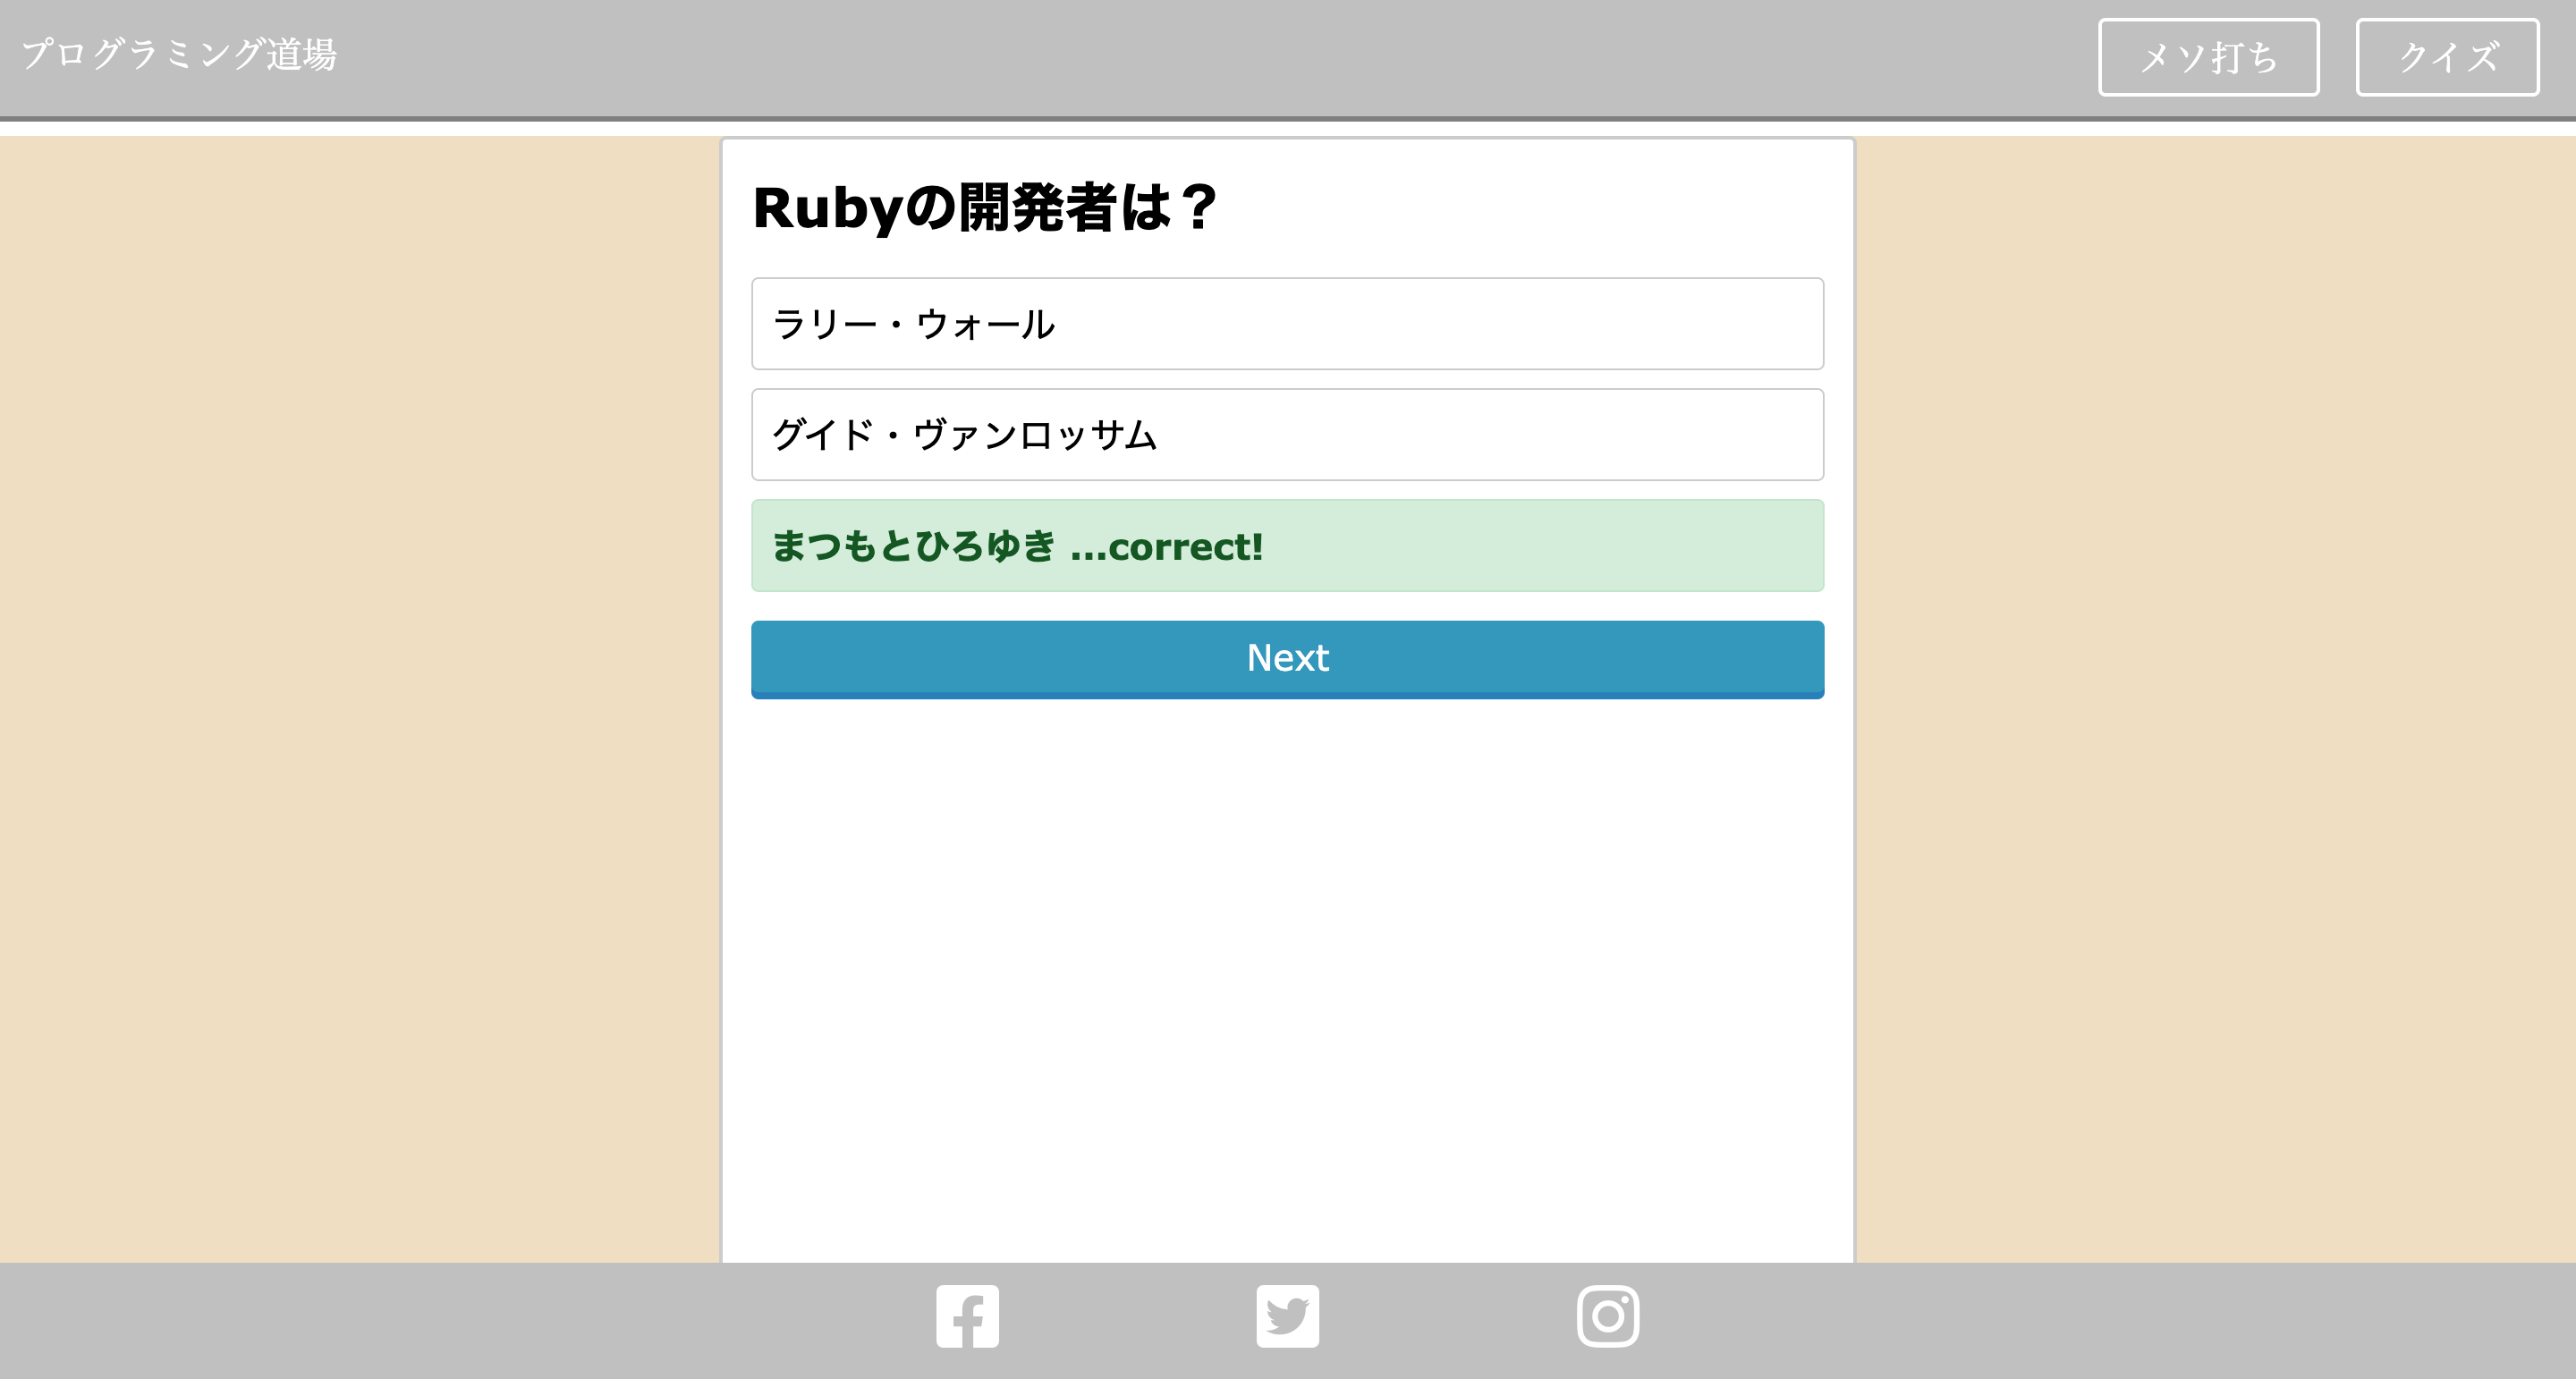 プログラミング道場
メソ打ち
クイズ
Rubyの開発者は？
ラリー・ウォール
グイド・ヴァンロッサム
まつもとひろゆき ...correct!
Next